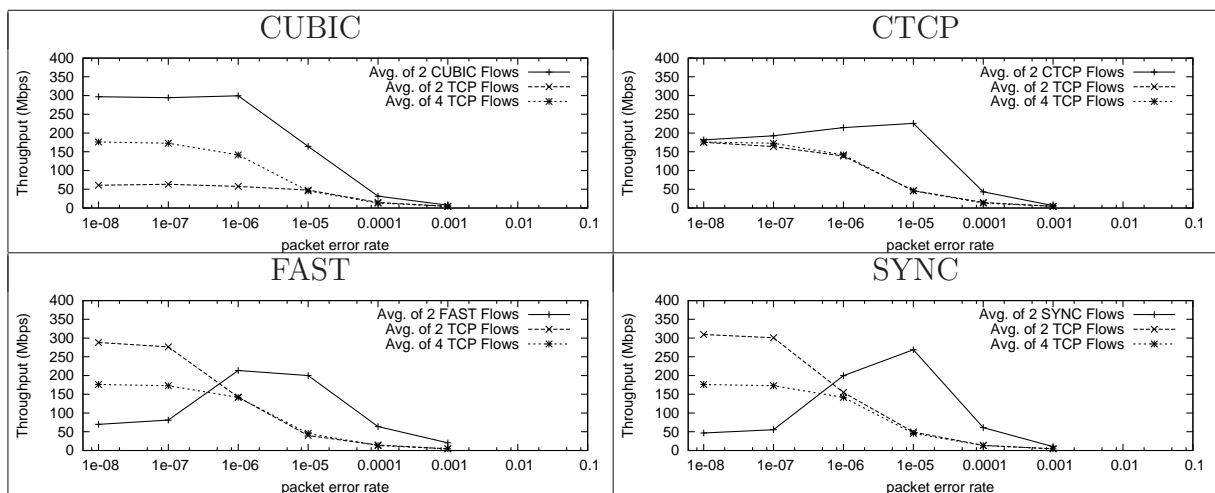 CUBIC
Throughput (Mbps)
400
350
300
250
200
150
100
50
0
Avg. of 2 CUBIC Flows
Avg. of 2 TCP Flows
Avg. of 4 TCP Flows
1e-08 1e-07 1e-06 1e-05 0.0001 0.001 0.01 0.1
packet error rate
CTCP
Throughput (Mbps)
400
350
300
250
200
150
100
50
0
Avg. of 2 CTCP Flows
Avg. of 2 TCP Flows
Avg. of 4 TCP Flows
1e-08 1e-07 1e-06 1e-05 0.0001 0.001 0.01 0.1
packet error rate
FAST
Throughput (Mbps)
400
350
300
250
200
150
100
50
0
Avg. of 2 FAST Flows
Avg. of 2 TCP Flows
Avg. of 4 TCP Flows
1e-08 1e-07 1e-06 1e-05 0.0001 0.001 0.01 0.1
packet error rate
SYNC
Throughput (Mbps)
400
350
300
250
200
150
100
50
0
Avg. of 2 SYNC Flows
Avg. of 2 TCP Flows
Avg. of 4 TCP Flows
1e-08 1e-07 1e-06 1e-05 0.0001 0.001 0.01 0.1
packet error rate